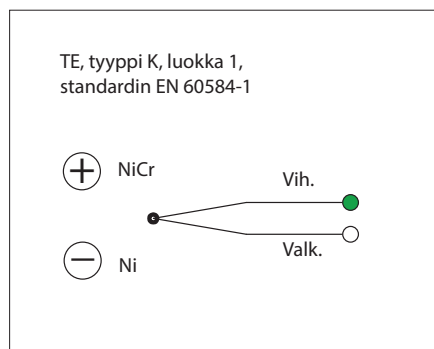 TE, tyyppi K, luokka 1,
standardin EN 60584-1
+ NiCr
Vih.
Valk.
− Ni